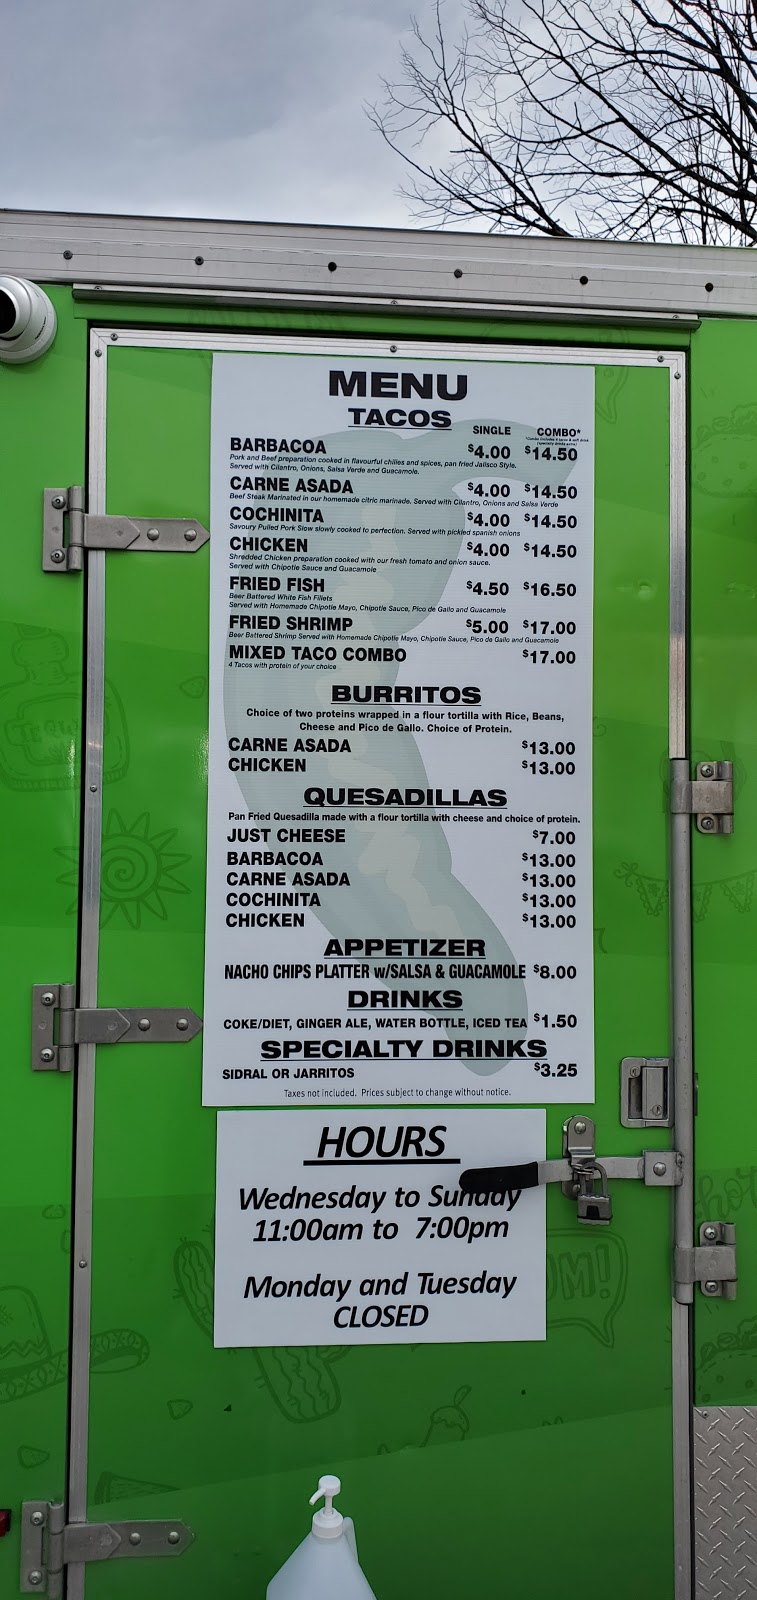 MENU
TACOS
SINGLE COMBO*
*Combo includes 4 tacos & soft drink
(specialty drinks extra)
BARBACOA $4.00 $14.50
Pork and Beef preparation cooked in flavourful chilies and spices, pan fried Jalisco Style.
Served with Cilantro, Onions, Salsa Verde and Guacamole.
CARNE ASADA $4.00 $14.50
Beef Steak Marinated in our homemade citric marinade. Served with Cilantro, Onions and Salsa Verde
COCHINITA $4.00 $14.50
Savoury Pulled Pork Slow slowly cooked to perfection. Served with pickled spanish onions
CHICKEN $4.00 $14.50
Shredded Chicken preparation cooked with our fresh tomato and onion sauce.
Served with Chipotle Sauce and Guacamole
FRIED FISH $4.50 $16.50
Beer Battered White Fish Fillets
Served with Homemade Chipotle Mayo, Chipotle Sauce, Pico de Gallo and Guacamole
FRIED SHRIMP $5.00 $17.00
Beer Battered Shrimp Served with Homemade Chipotle Mayo, Chipotle Sauce, Pico de Gallo and Guacamole
MIXED TACO COMBO $17.00
4 Tacos with protein of your choice
BURRITOS
Choice of two proteins wrapped in a flour tortilla with Rice, Beans,
Cheese and Pico de Gallo. Choice of Protein.
CARNE ASADA $13.00
CHICKEN $13.00
QUESADILLAS
Pan Fried Quesadilla made with a flour tortilla with cheese and choice of protein.
JUST CHEESE $7.00
BARBACOA $13.00
CARNE ASADA $13.00
COCHINITA $13.00
CHICKEN $13.00
APPETIZER
NACHO CHIPS PLATTER w/SALSA & GUACAMOLE $8.00
DRINKS
COKE/DIET, GINGER ALE, WATER BOTTLE, ICED TEA $1.50
SPECIALTY DRINKS
SIDRAL OR JARRITOS $3.25
Taxes not included. Prices subject to change without notice.
HOURS
Wednesday to Sunday
11:00am to 7:00pm
Monday and Tuesday
CLOSED